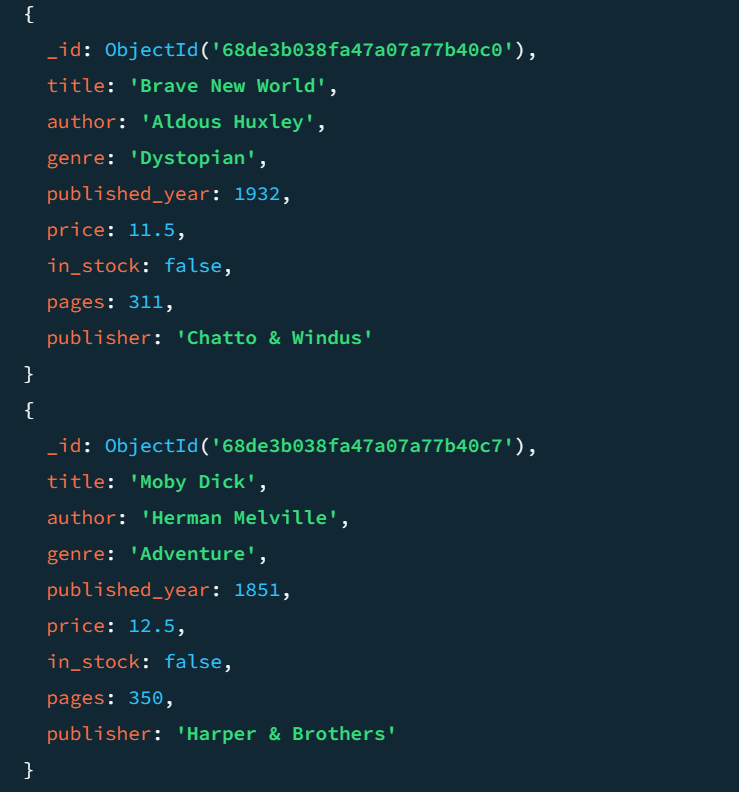 {
  _id: ObjectId('68de3b038fa47a07a77b40c0'),
  title: 'Brave New World',
  author: 'Aldous Huxley',
  genre: 'Dystopian',
  published_year: 1932,
  price: 11.5,
  in_stock: false,
  pages: 311,
  publisher: 'Chatto & Windus'
}
{
  _id: ObjectId('68de3b038fa47a07a77b40c7'),
  title: 'Moby Dick',
  author: 'Herman Melville',
  genre: 'Adventure',
  published_year: 1851,
  price: 12.5,
  in_stock: false,
  pages: 350,
  publisher: 'Harper & Brothers'
}